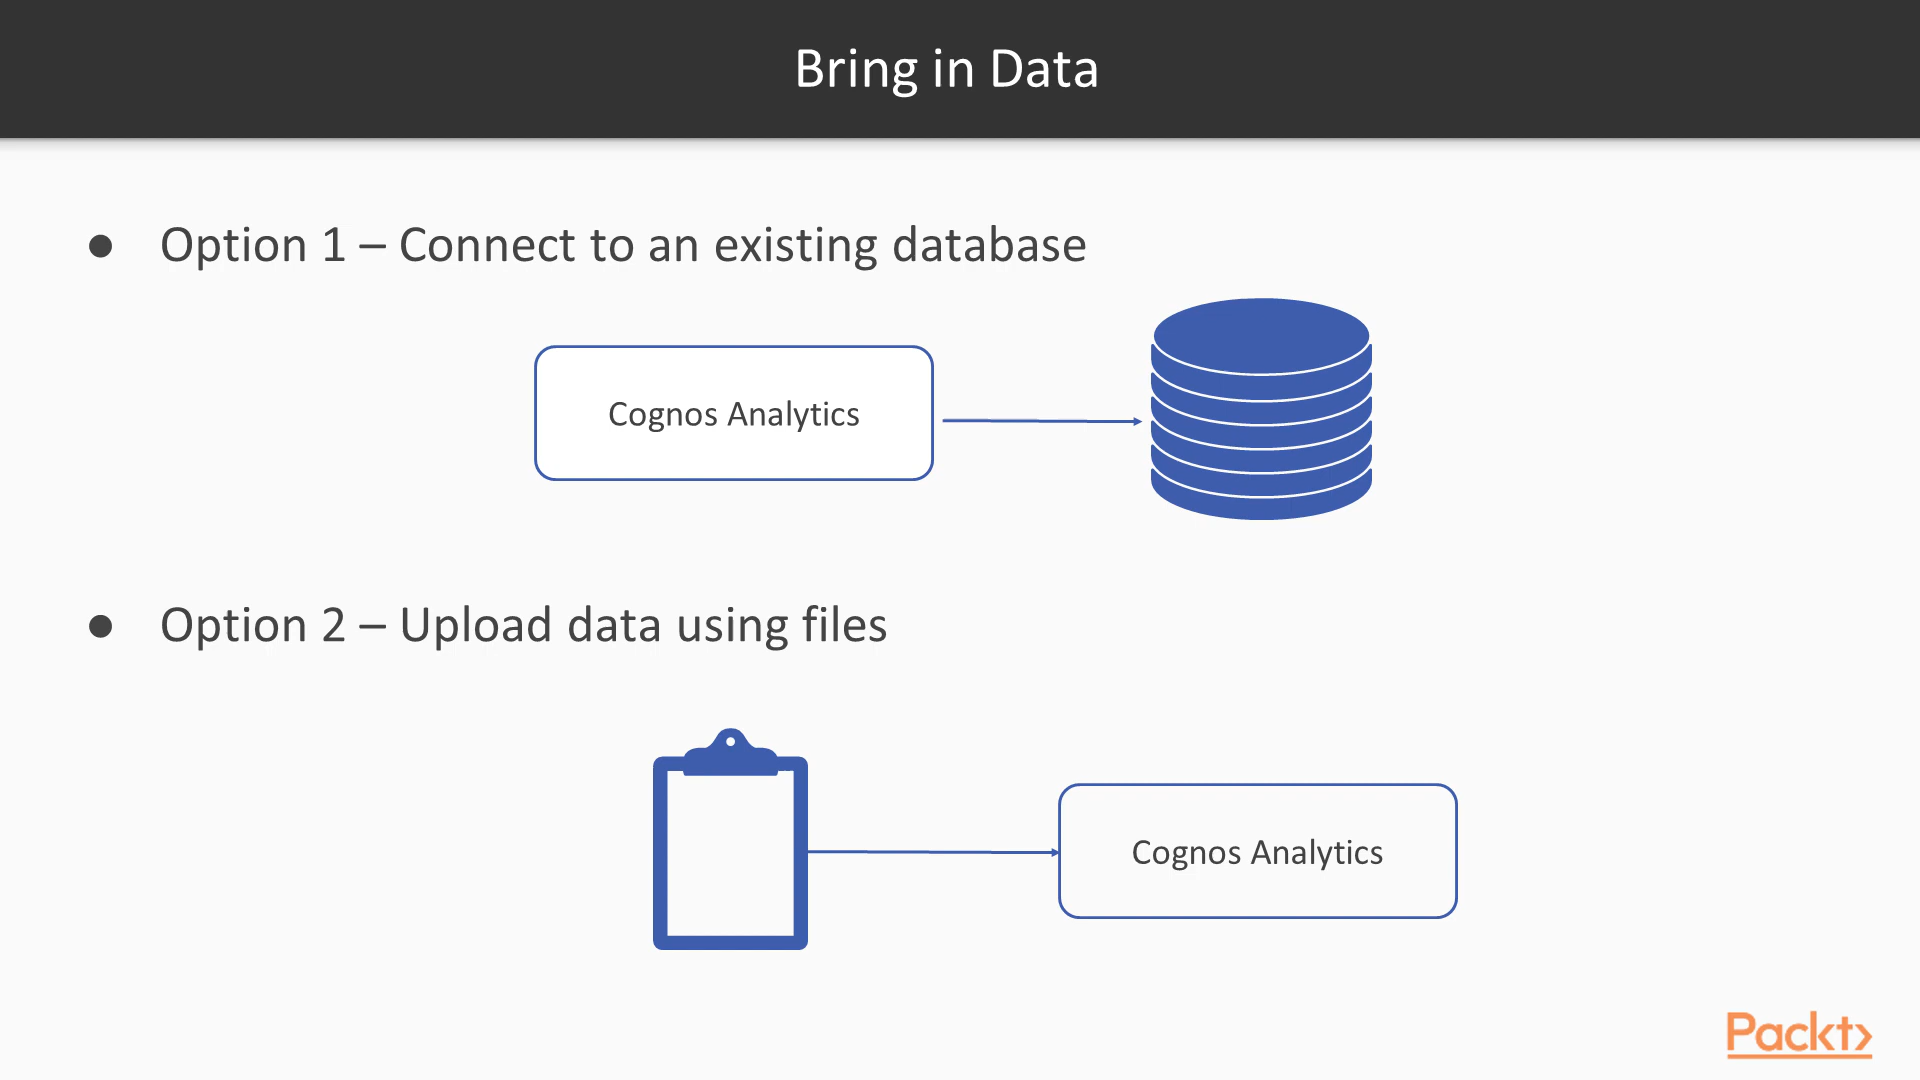 Bring in Data
● Option 1 – Connect to an existing database
Cognos Analytics
● Option 2 – Upload data using files
Cognos Analytics
Packt>